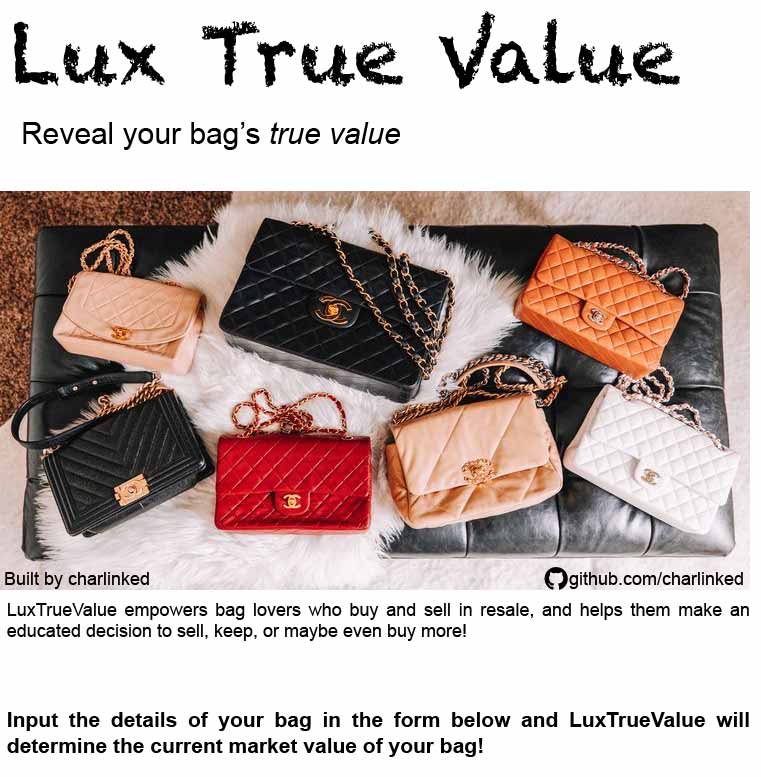 Lux True Value
Reveal your bag’s true value
Built by charlinked
github.com/charlinked
LuxTrueValue empowers bag lovers who buy and sell in resale, and helps them make an
educated decision to sell, keep, or maybe even buy more!
Input the details of your bag in the form below and LuxTrueValue will
determine the current market value of your bag!